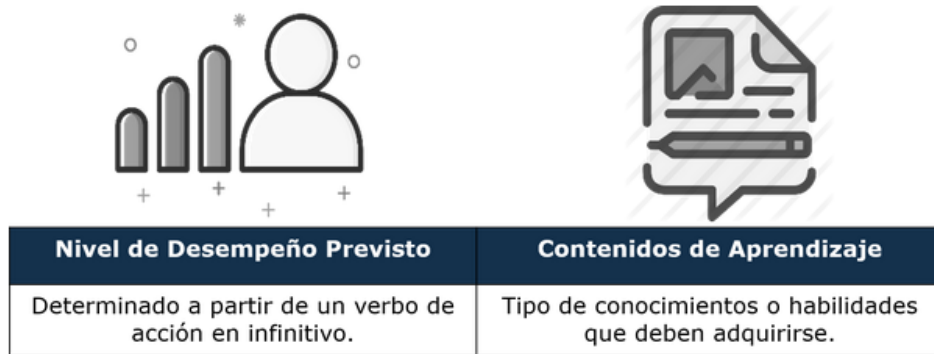 Nivel de Desempeño Previsto
Contenidos de Aprendizaje
Determinado a partir de un verbo de
acción en infinitivo.
Tipo de conocimientos o habilidades
que deben adquirirse.